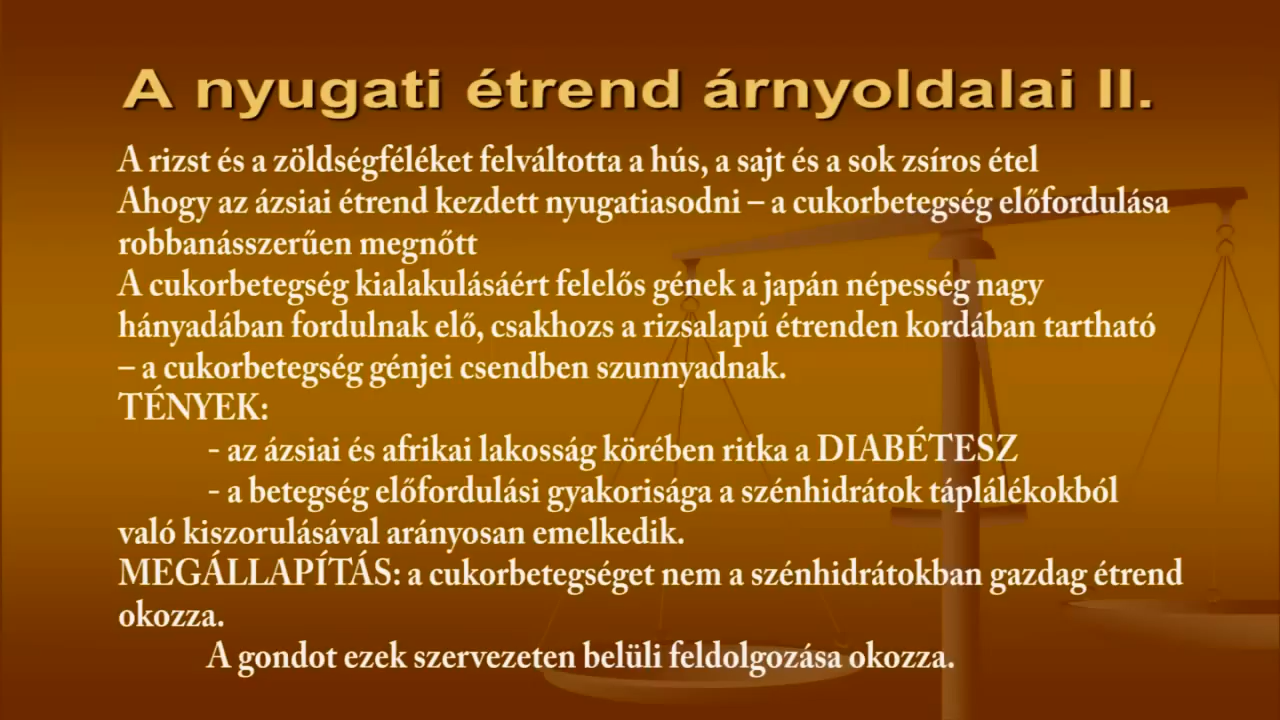 A nyugati étrend árnyoldalai II.
A rizst és a zöldségféléket felváltotta a hús, a sajt és a sok zsíros étel
Ahogy az ázsiai étrend kezdett nyugatiasodni – a cukorbetegség előfordulása
robbanásszerűen megnőtt
A cukorbetegség kialakulásáért felelős gének a japán népesség nagy
hányadában fordulnak elő, csakhozs a rizsalapú étrenden kordában tartható
– a cukorbetegség génjei csendben szunnyadnak.
TÉNYEK:
- az ázsiai és afrikai lakosság körében ritka a DIABÉTESZ
- a betegség előfordulási gyakorisága a szénhidrátok táplálékokból
való kiszorulásával arányosan emelkedik.
MEGÁLLAPÍTÁS: a cukorbetegséget nem a szénhidrátokban gazdag étrend
okozza.
A gondot ezek szervezeten belüli feldolgozása okozza.